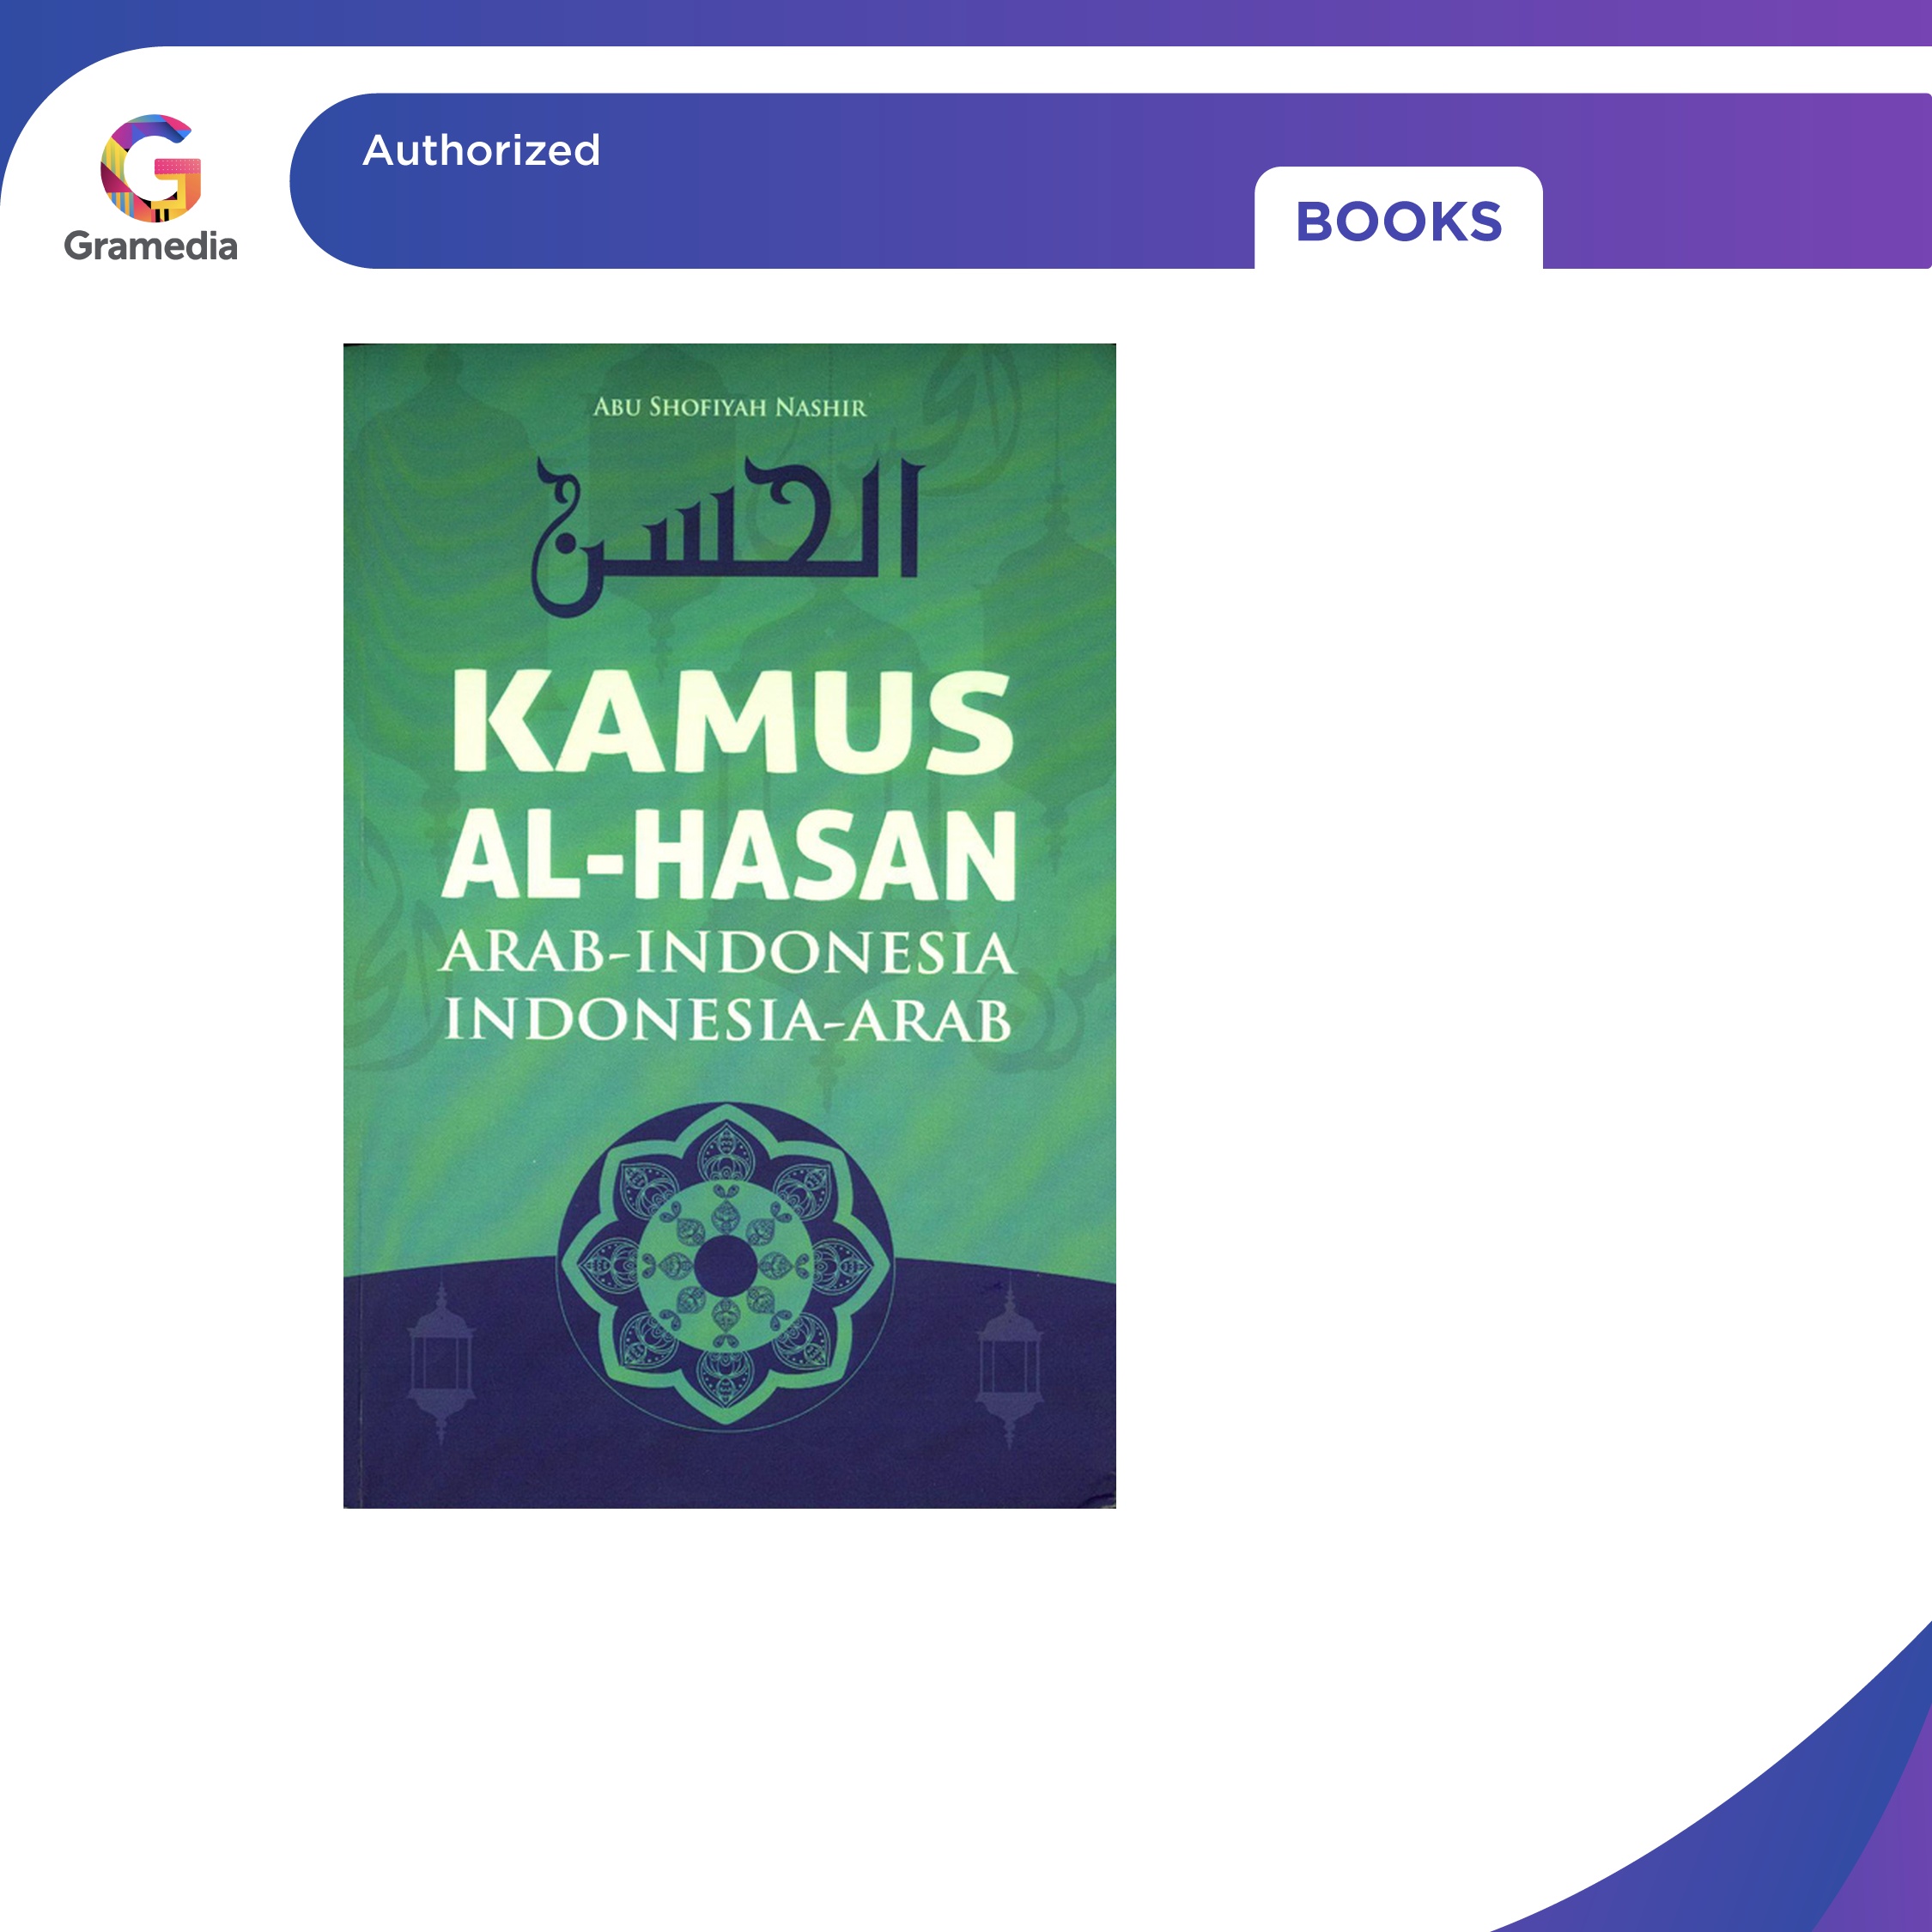 Gramedia
Authorized
BOOKS
ABU SHOFIYAH NASHIR
الحسن
KAMUS
AL-HASAN
ARAB-INDONESIA
INDONESIA-ARAB